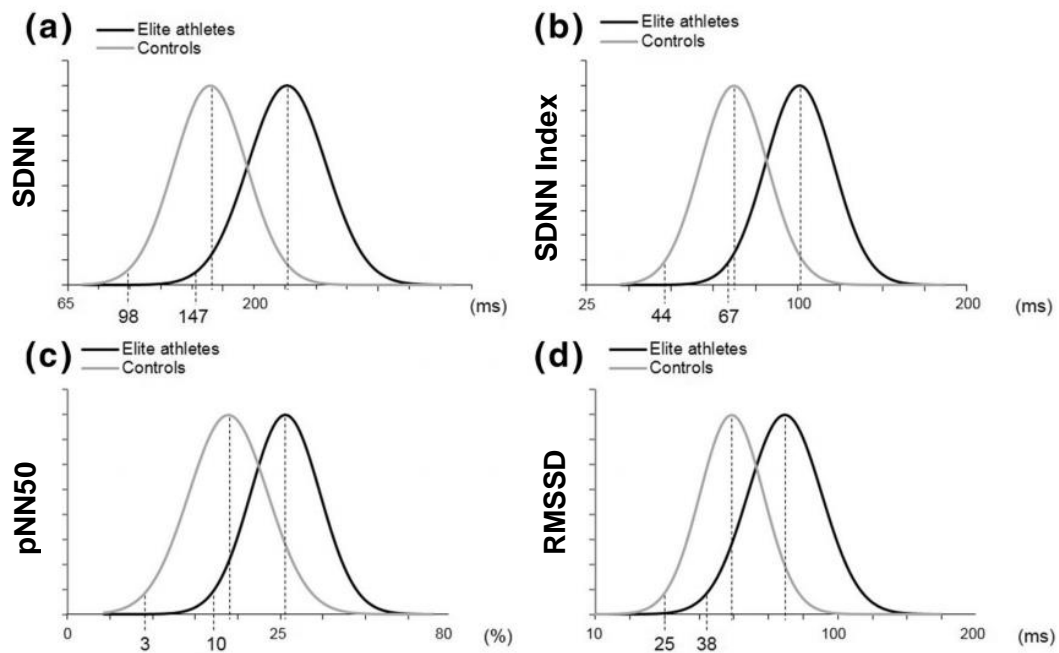 (a)
Elite athletes
Controls
SDNN
65 98 147 200 (ms)
(b)
Elite athletes
Controls
SDNN Index
25 44 67 100 200 (ms)
(c)
Elite athletes
Controls
pNN50
0 3 10 25 80 (%)
(d)
Elite athletes
Controls
RMSSD
10 25 38 100 200 (ms)